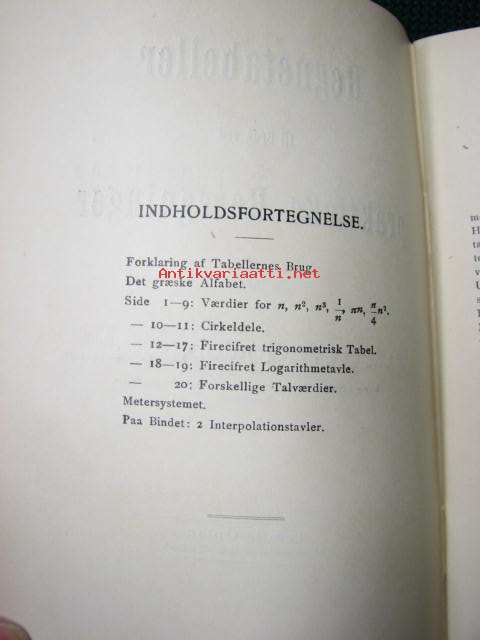 INDHOLDSFORTEGNELSE.
Forklaring af Tabellernes Brug.
Antikvariaatti.net
Det græske Alfabet.
Side 1—9: Værdier for n, n², n³, 1/n, πn, π/4 n².
— 10—11: Cirkeldele.
— 12—17: Firecifret trigonometrisk Tabel.
— 18—19: Firecifret Logarithmetavle.
— 20: Forskellige Talværdier.
Metersystemet.
Paa Bindet: 2 Interpolationstavler.